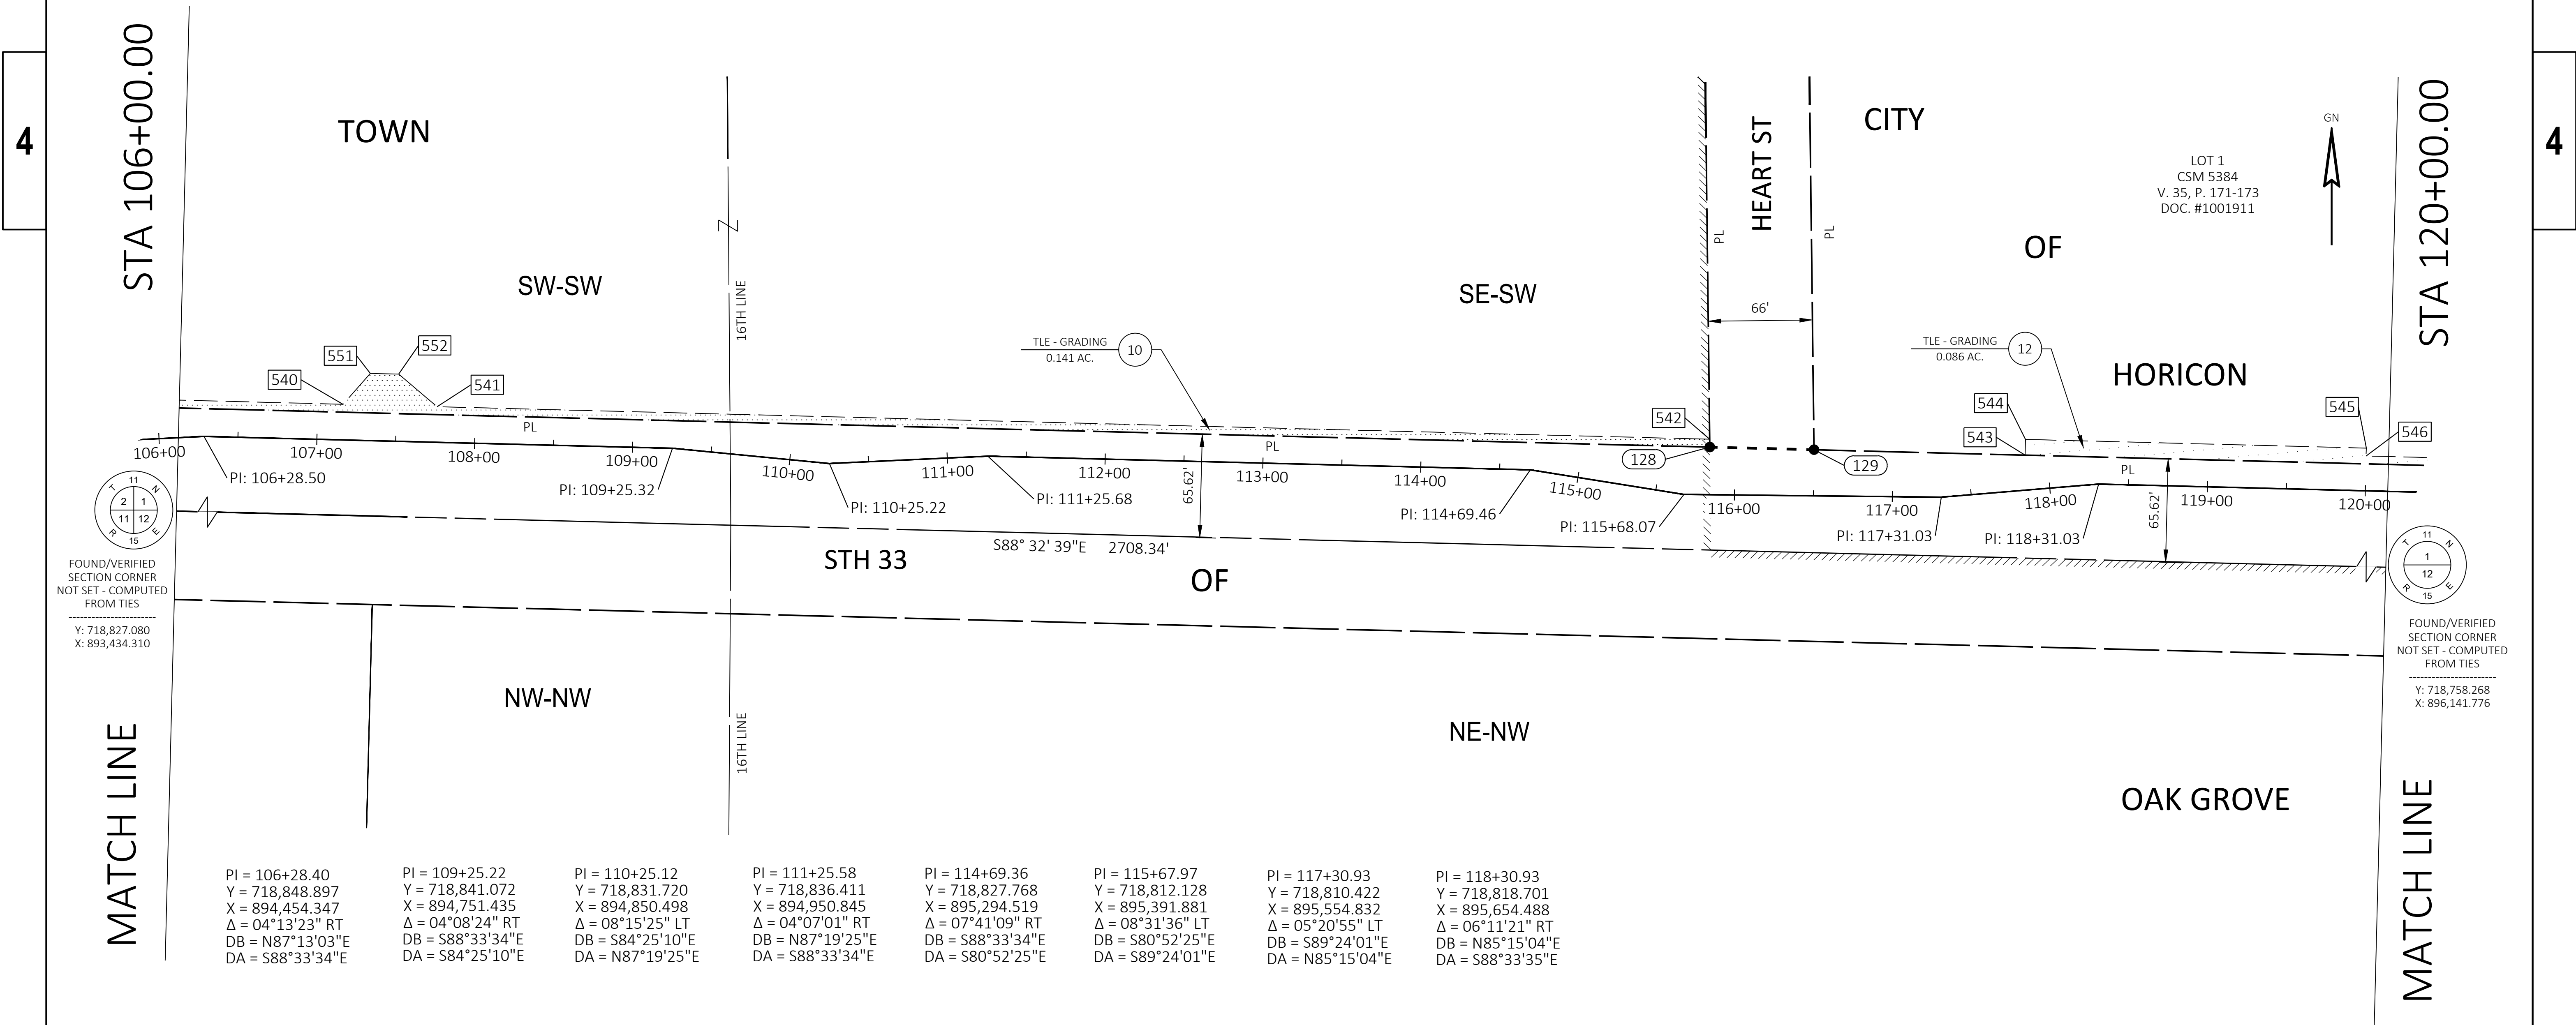 4
STA 106+00.00
MATCH LINE
TOWN
SW-SW
16TH LINE
SE-SW
HEART ST
PL
PL
66'
CITY
OF
HORICON
LOT 1
CSM 5384
V. 35, P. 171-173
DOC. #1001911
GN
STA 120+00.00
MATCH LINE
4
540
551
552
541
TLE - GRADING
0.141 AC.
10
542
TLE - GRADING
0.086 AC.
12
544
543
545
546
PL
PL
PL
128
129
106+00
107+00
108+00
109+00
110+00
111+00
112+00
113+00
114+00
115+00
116+00
117+00
118+00
119+00
120+00
PI: 106+28.50
PI: 109+25.32
PI: 110+25.22
PI: 111+25.68
PI: 114+69.46
PI: 115+68.07
PI: 117+31.03
PI: 118+31.03
65.62'
65.62'
T 11 N
2 1
11 12
R 15 E
FOUND/VERIFIED
SECTION CORNER
NOT SET - COMPUTED
FROM TIES
Y: 718,827.080
X: 893,434.310
S88° 32' 39"E 2708.34'
STH 33
OF
T 11 N
1
12
R 15 E
FOUND/VERIFIED
SECTION CORNER
NOT SET - COMPUTED
FROM TIES
Y: 718,758.268
X: 896,141.776
NW-NW
16TH LINE
NE-NW
OAK GROVE
PI = 106+28.40
Y = 718,848.897
X = 894,454.347
Δ = 04°13'23" RT
DB = N87°13'03"E
DA = S88°33'34"E
PI = 109+25.22
Y = 718,841.072
X = 894,751.435
Δ = 04°08'24" RT
DB = S88°33'34"E
DA = S84°25'10"E
PI = 110+25.12
Y = 718,831.720
X = 894,850.498
Δ = 08°15'25" LT
DB = S84°25'10"E
DA = N87°19'25"E
PI = 111+25.58
Y = 718,836.411
X = 894,950.845
Δ = 04°07'01" RT
DB = N87°19'25"E
DA = S88°33'34"E
PI = 114+69.36
Y = 718,827.768
X = 895,294.519
Δ = 07°41'09" RT
DB = S88°33'34"E
DA = S80°52'25"E
PI = 115+67.97
Y = 718,812.128
X = 895,391.881
Δ = 08°31'36" LT
DB = S80°52'25"E
DA = S89°24'01"E
PI = 117+30.93
Y = 718,810.422
X = 895,554.832
Δ = 05°20'55" LT
DB = S89°24'01"E
DA = N85°15'04"E
PI = 118+30.93
Y = 718,818.701
X = 895,654.488
Δ = 06°11'21" RT
DB = N85°15'04"E
DA = S88°33'35"E